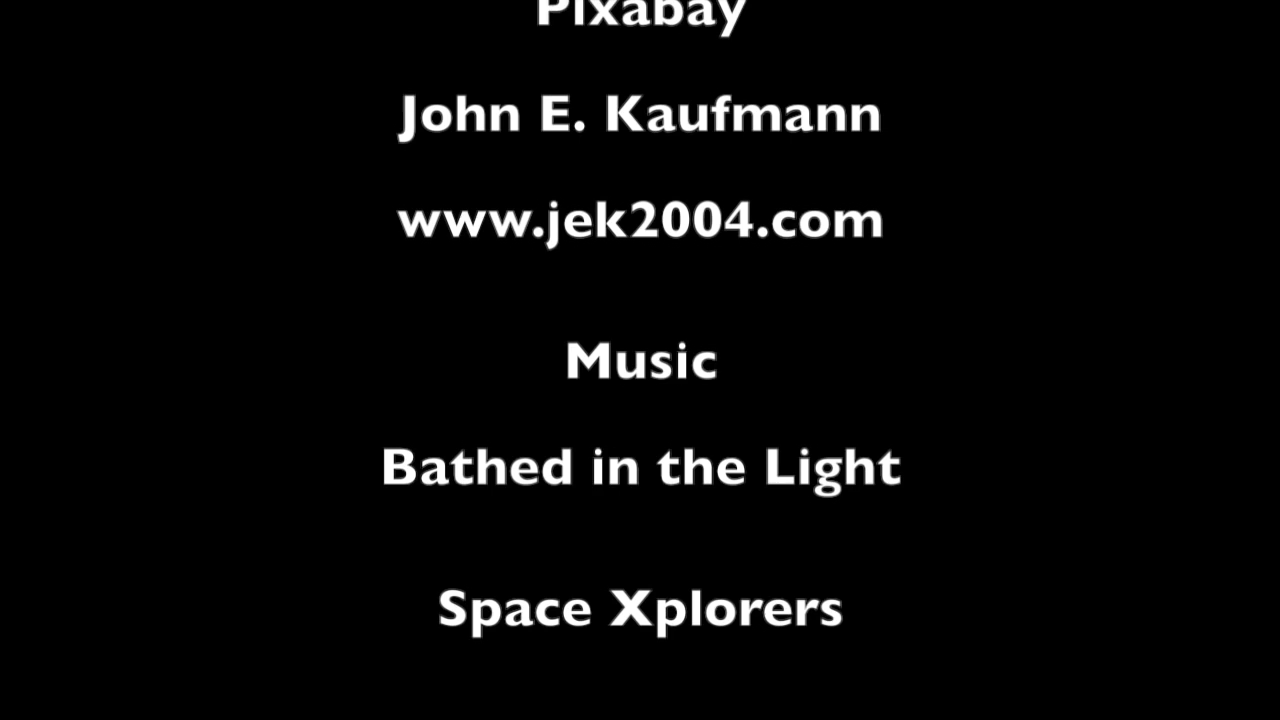 Pixabay
John E. Kaufmann
www.jek2004.com
Music
Bathed in the Light
Space Xplorers